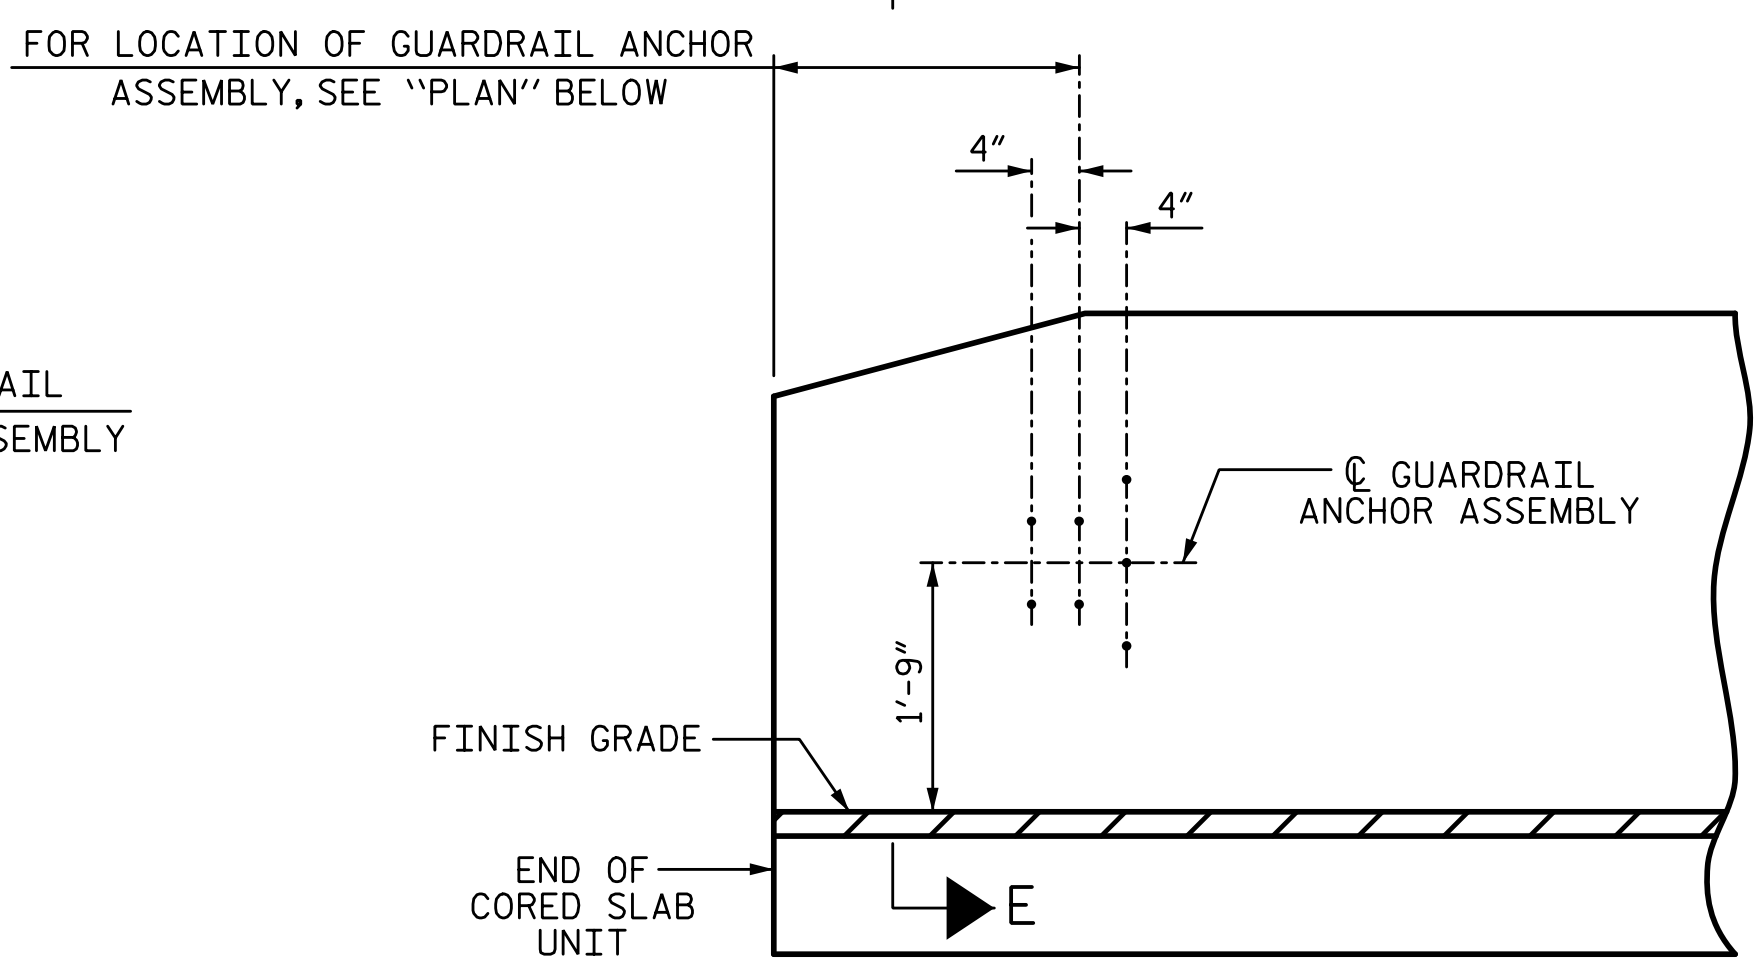 FOR LOCATION OF GUARDRAIL ANCHOR
ASSEMBLY, SEE "PLAN" BELOW
4"
4"
AIL
SEMBLY
℄ GUARDRAIL
ANCHOR ASSEMBLY
1'-9"
FINISH GRADE
END OF
CORED SLAB
UNIT
E